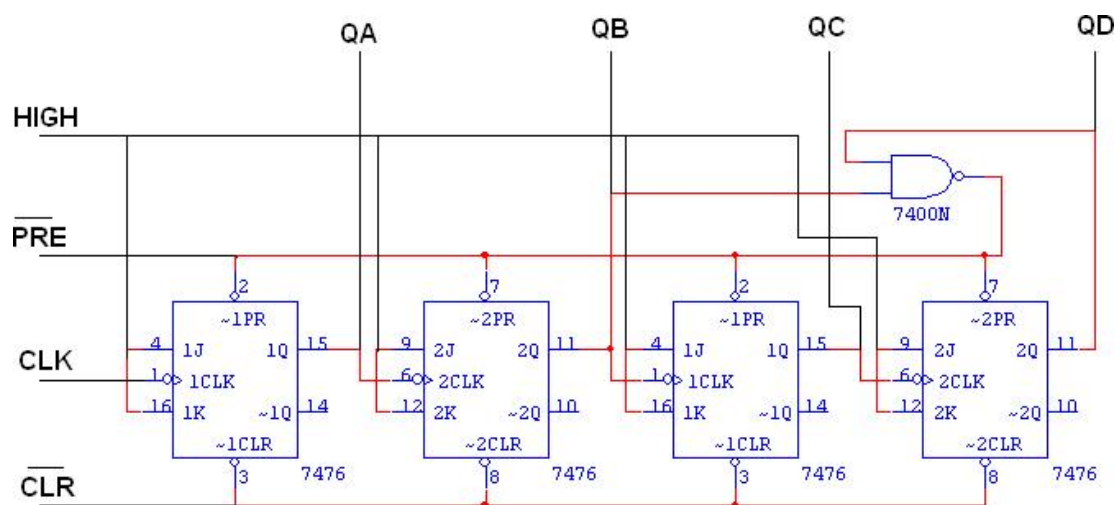 QA QB QC QD
HIGH
7400N
PRE
2 7 2 7
~1PR ~2PR ~1PR ~2PR
4 1J 1Q 15 9 2J 2Q 11 4 1J 1Q 15 9 2J 2Q 11
CLK 1 1CLK 6 2CLK 1 1CLK 6 2CLK
16 1K ~1Q 14 12 2K ~2Q 10 16 1K ~1Q 14 12 2K ~2Q 10
~1CLR ~2CLR ~1CLR ~2CLR
3 7476 8 7476 3 7476 8 7476
CLR